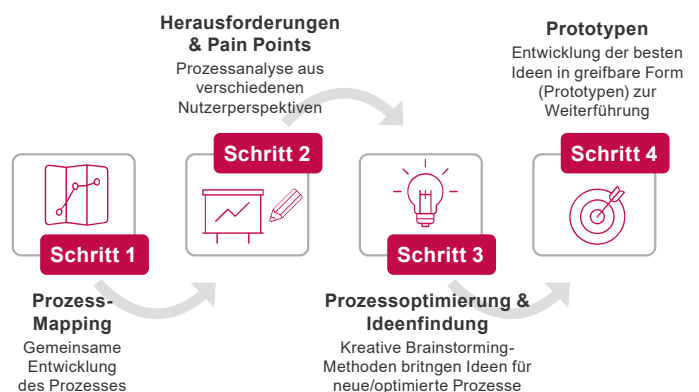 Herausforderungen
& Pain Points
Prozessanalyse aus
verschiedenen
Nutzerperspektiven
Prototypen
Entwicklung der besten
Ideen in greifbare Form
(Prototypen) zur
Weiterführung
Schritt 2
Schritt 4
Schritt 1
Schritt 3
Prozess-
Mapping
Gemeinsame
Entwicklung
des Prozesses
Prozessoptimierung &
Ideenfindung
Kreative Brainstorming-
Methoden britngen Ideen für
neue/optimierte Prozesse